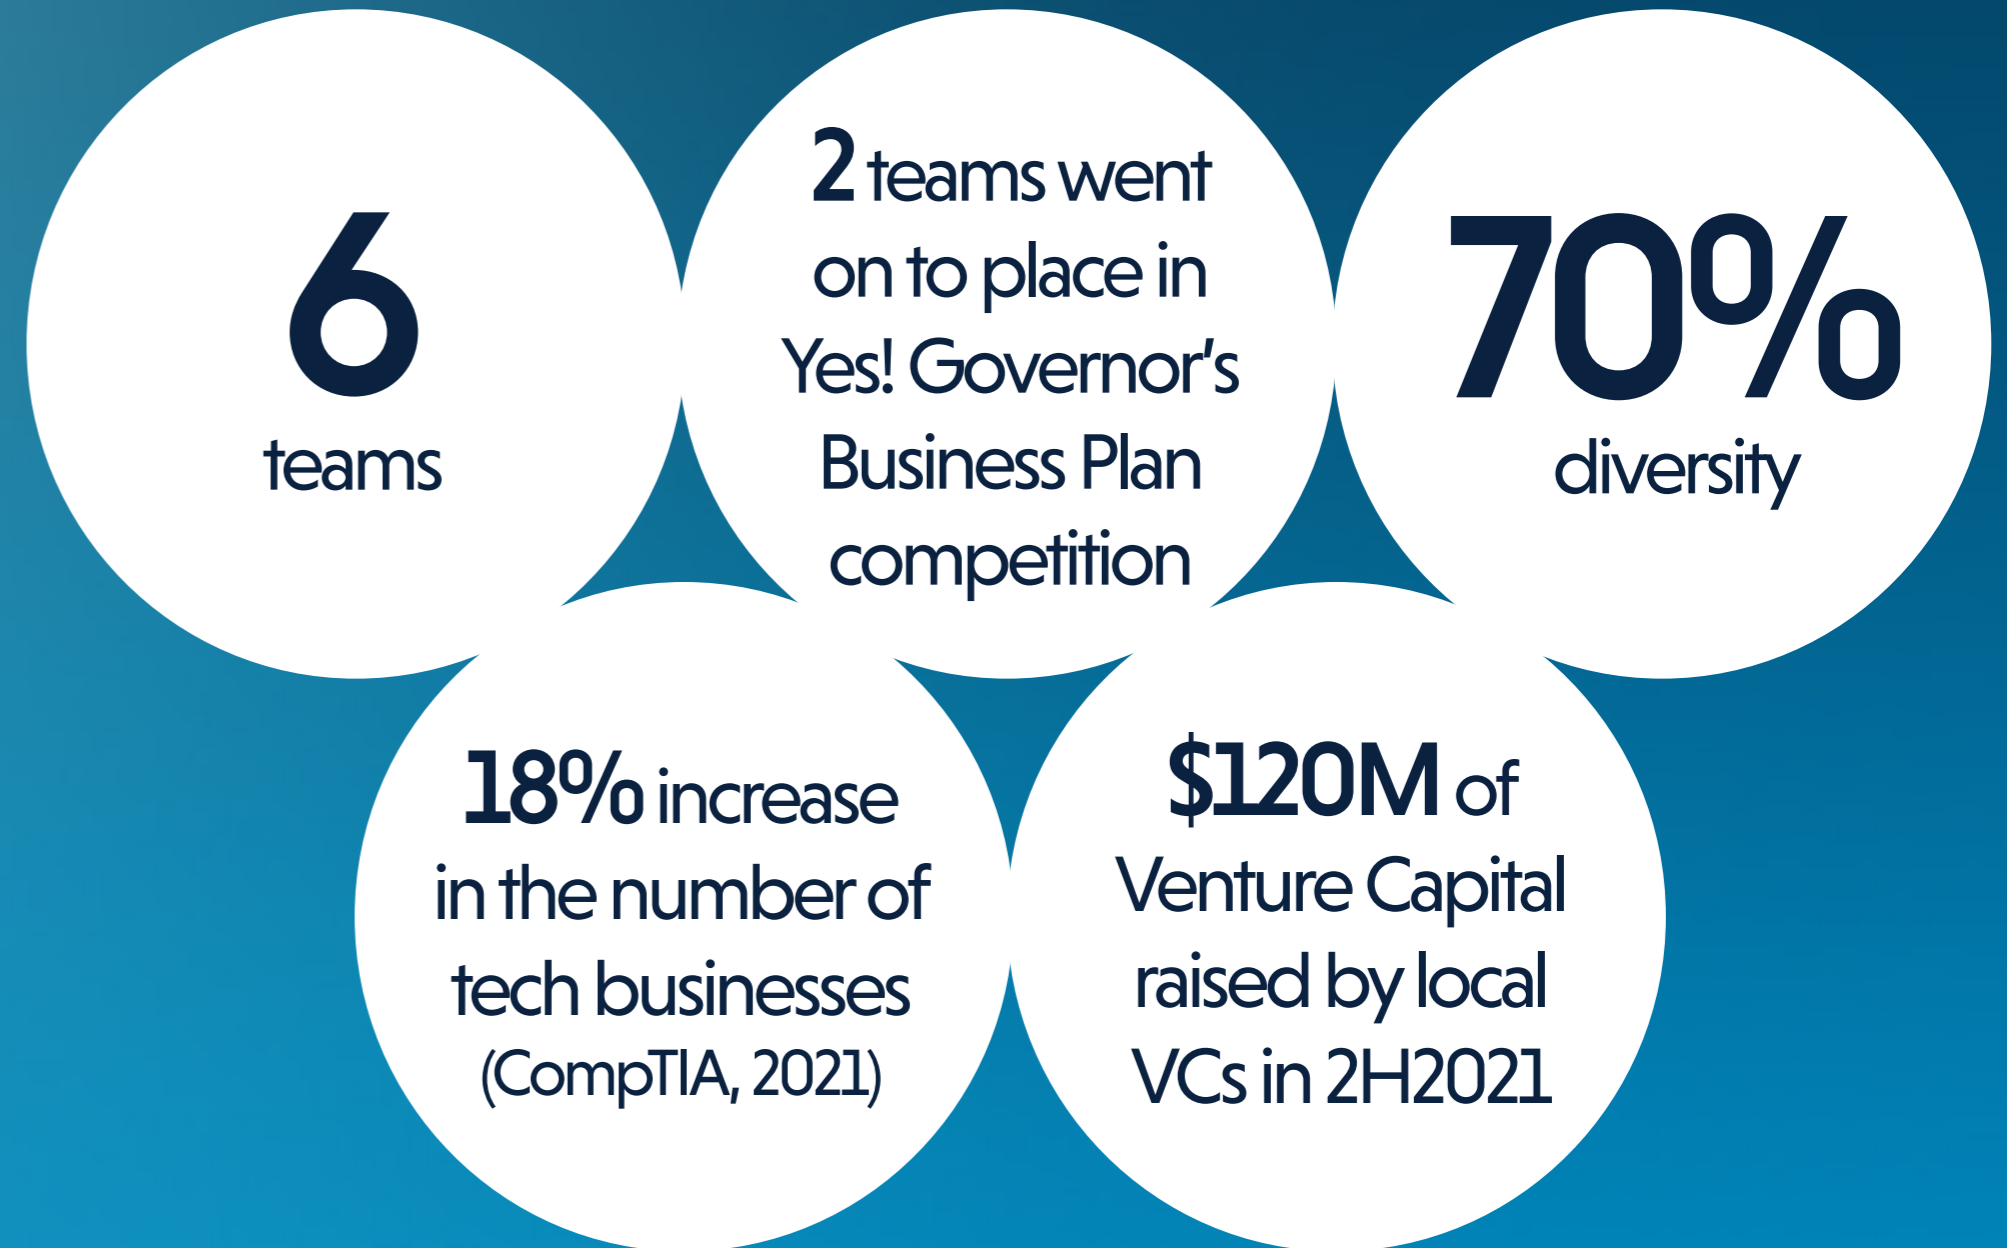 6
teams
2 teams went
on to place in
Yes! Governor's
Business Plan
competition
70%
diversity
18% increase
in the number of
tech businesses
(CompTIA, 2021)
$120M of
Venture Capital
raised by local
VCs in 2H2021